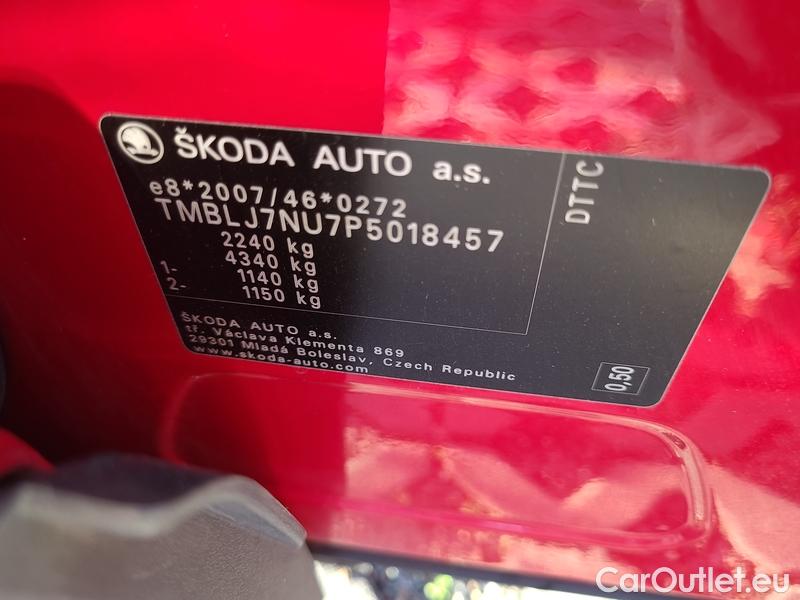 ŠKODA AUTO a.s.
e8*2007/46*0272
TMBLJ7NU7P5018457
2240 kg
4340 kg
1- 1140 kg
2- 1150 kg
DTTC
ŠKODA AUTO a.s.
tř. Václava Klementa 869
29301 Mladá Boleslav, Czech Republic
www.skoda-auto.com
0,50
CarOutlet.eu